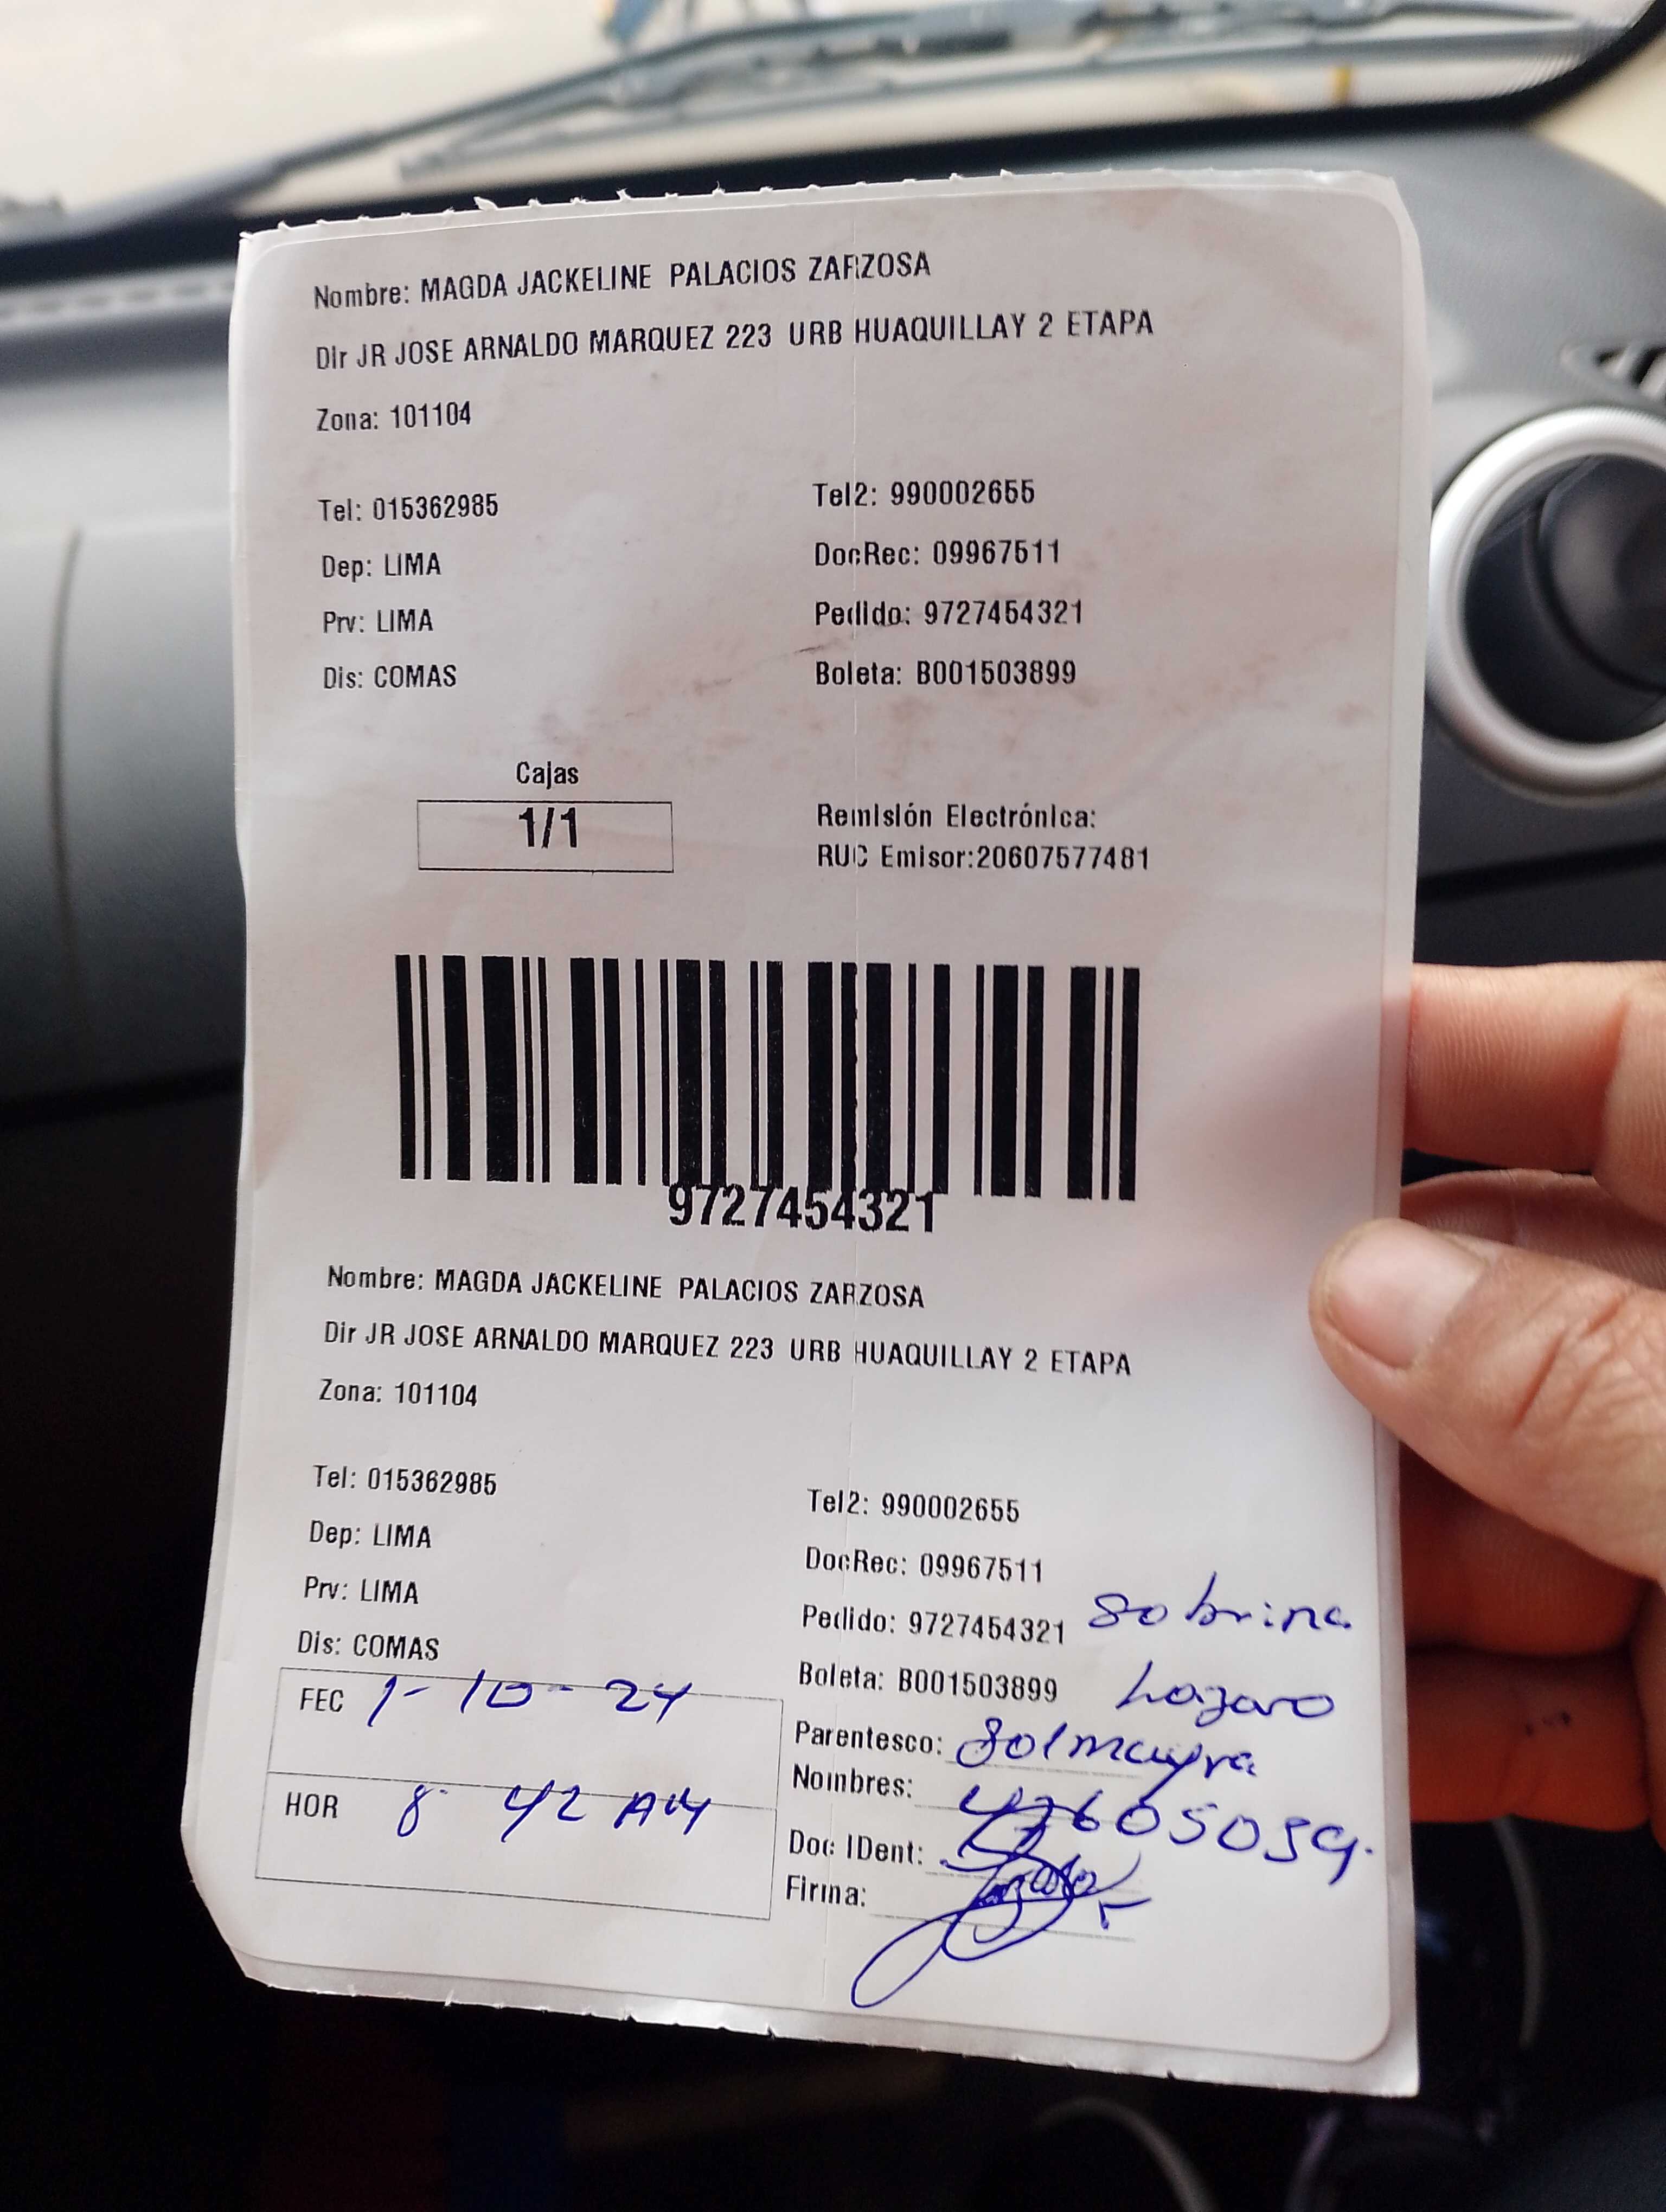 Nombre: MAGDA JACKELINE PALACIOS ZARZOSA
Dir JR JOSE ARNALDO MARQUEZ 223 URB HUAQUILLAY 2 ETAPA
Zona: 101104
Tel: 015362985 Tel2: 990002655
Dep: LIMA DocRec: 09967511
Prv: LIMA Pedido: 9727454321
Dis: COMAS Boleta: B001503899
Cajas
1/1
Remisión Electrónica:
RUC Emisor:20607577481
9727454321
Nombre: MAGDA JACKELINE PALACIOS ZARZOSA
Dir JR JOSE ARNALDO MARQUEZ 223 URB HUAQUILLAY 2 ETAPA
Zona: 101104
Tel: 015362985 Tel2: 990002655
Dep: LIMA DocRec: 09967511
Prv: LIMA Pedido: 9727454321 Sobrina
Dis: COMAS Boleta: B001503899 Lazaro
FEC 1-10-24 Parentesco: Solmayra
Nombres:
HOR 8 42 AM Doc IDent: 47605059.
Firma: